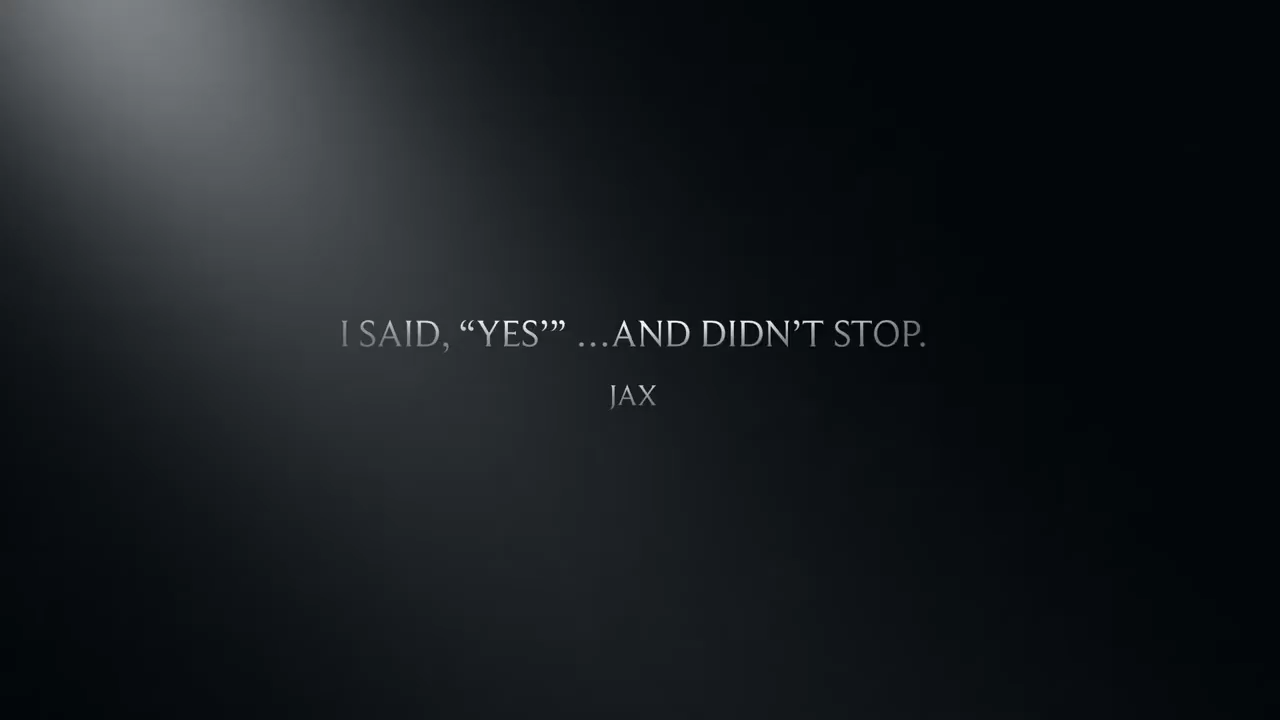 I SAID, “YES’” …AND DIDN’T STOP.
JAX